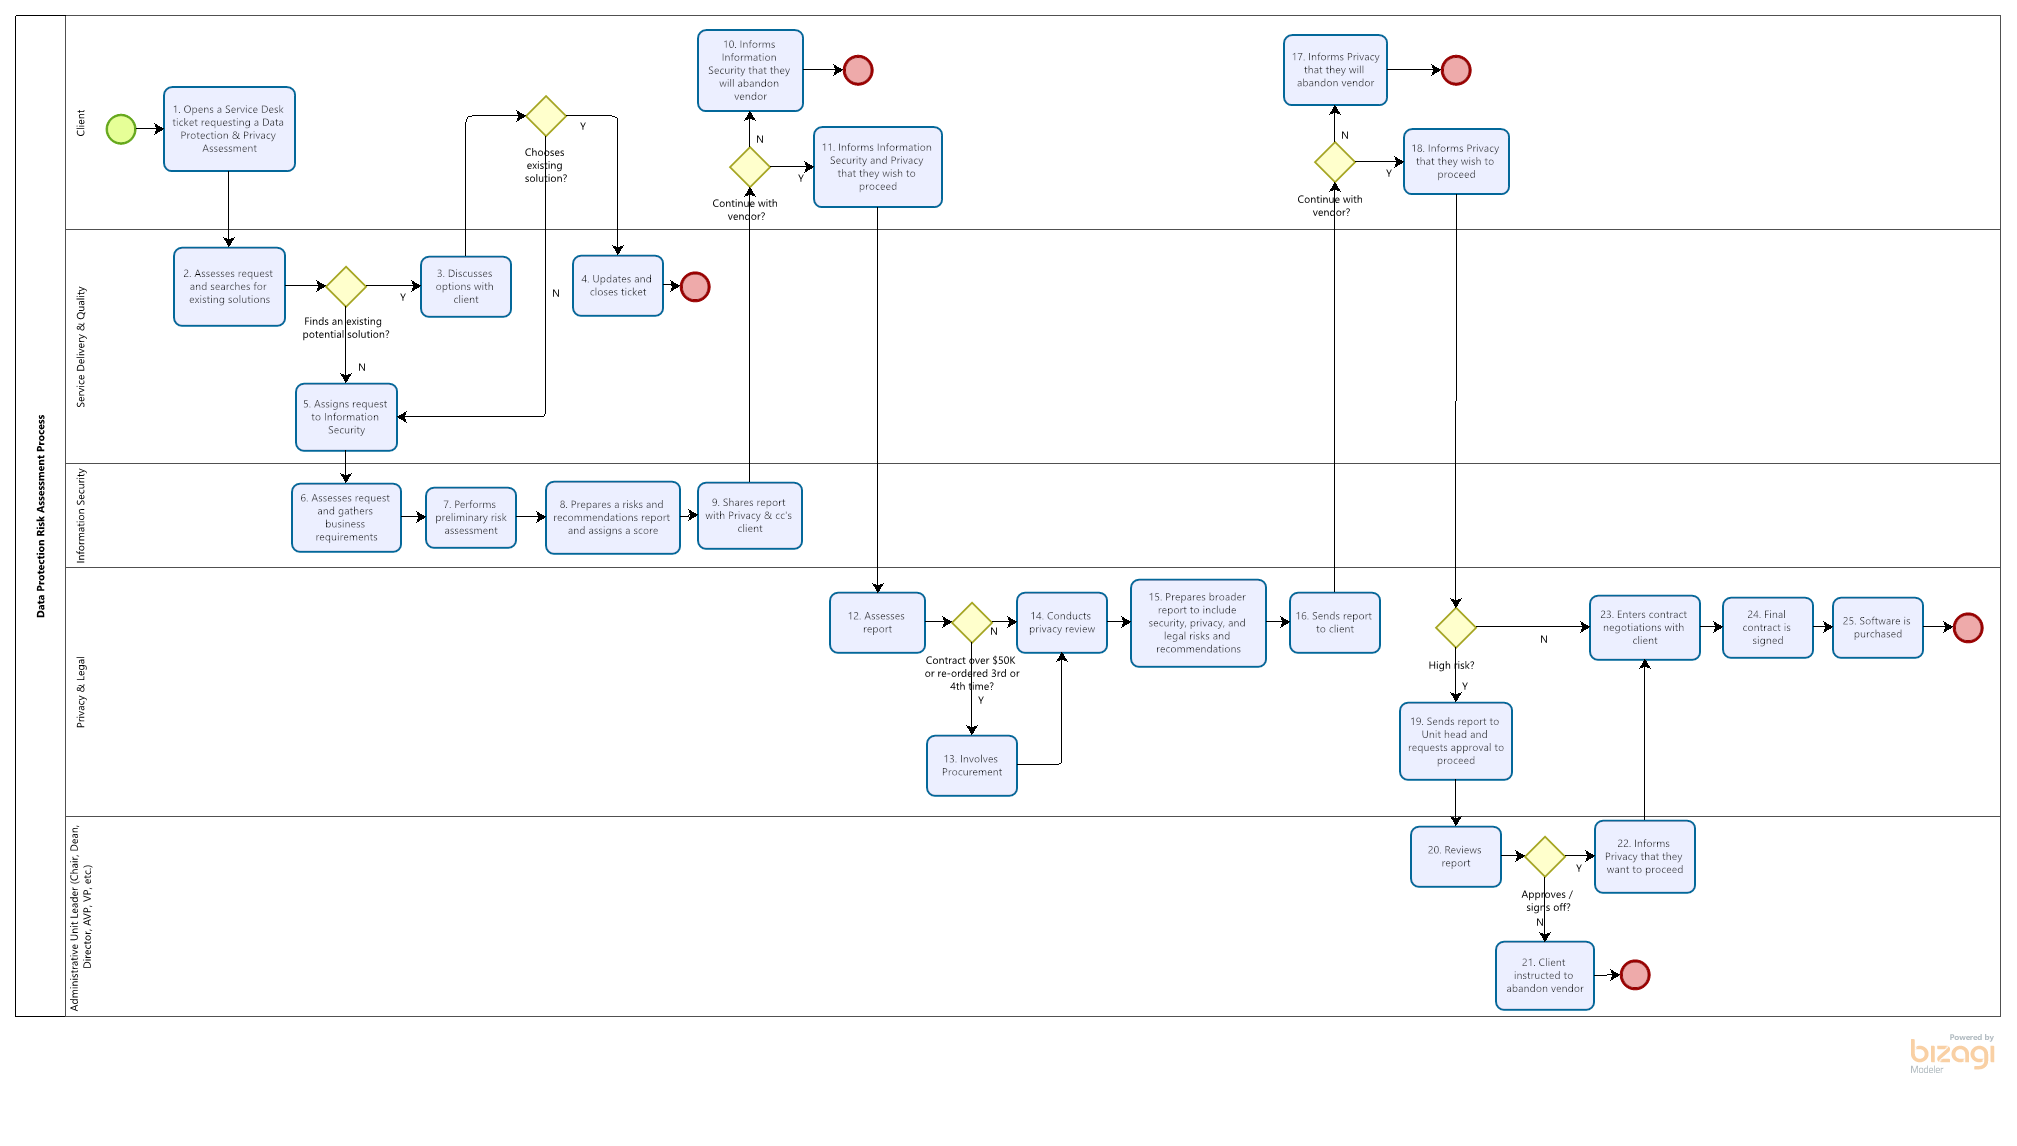 Data Protection Risk Assessment Process
Client
1. Opens a Service Desk
ticket requesting a Data
Protection & Privacy
Assessment
Chooses
existing
solution?
Y
N
10. Informs
Information
Security that they
will abandon
vendor
N
Continue with
vendor?
Y
11. Informs Information
Security and Privacy
that they wish to
proceed
17. Informs Privacy
that they will
abandon vendor
N
Continue with
vendor?
Y
18. Informs Privacy
that they wish to
proceed
Service Delivery & Quality
2. Assesses request
and searches for
existing solutions
Finds an existing
potential solution?
Y
N
3. Discusses
options with
client
4. Updates and
closes ticket
5. Assigns request
to Information
Security
Information Security
6. Assesses request
and gathers
business
requirements
7. Performs
preliminary risk
assessment
8. Prepares a risks and
recommendations report
and assigns a score
9. Shares report
with Privacy & cc's
client
Privacy & Legal
12. Assesses
report
N
Contract over $50K
or re-ordered 3rd or
4th time?
Y
13. Involves
Procurement
14. Conducts
privacy review
15. Prepares broader
report to include
security, privacy, and
legal risks and
recommendations
16. Sends report
to client
High risk?
N
Y
19. Sends report to
Unit head and
requests approval to
proceed
23. Enters contract
negotiations with
client
24. Final
contract is
signed
25. Software is
purchased
Administrative Unit Leader (Chair, Dean,
Director, AVP, VP, etc.)
20. Reviews
report
Approves /
signs off?
Y
N
22. Informs
Privacy that they
want to proceed
21. Client
instructed to
abandon vendor
Powered by
bizagi
Modeler